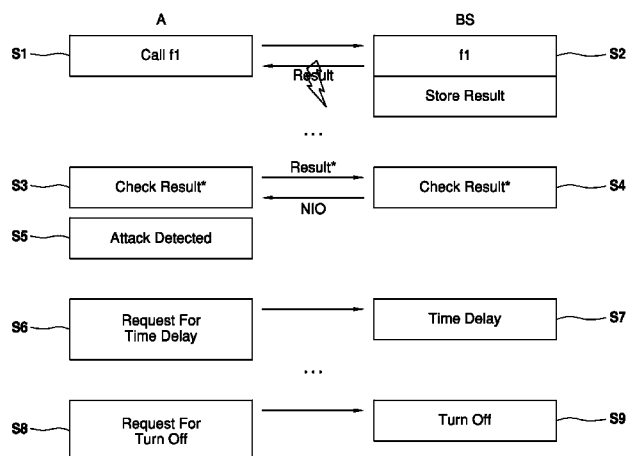 A BS
S1 Call f1 f1 S2
Result
Store Result
...
Result*
S3 Check Result* Check Result* S4
NIO
S5 Attack Detected
S6 Request For Time Delay S7
Time Delay
...
S8 Request For Turn Off S9
Turn Off